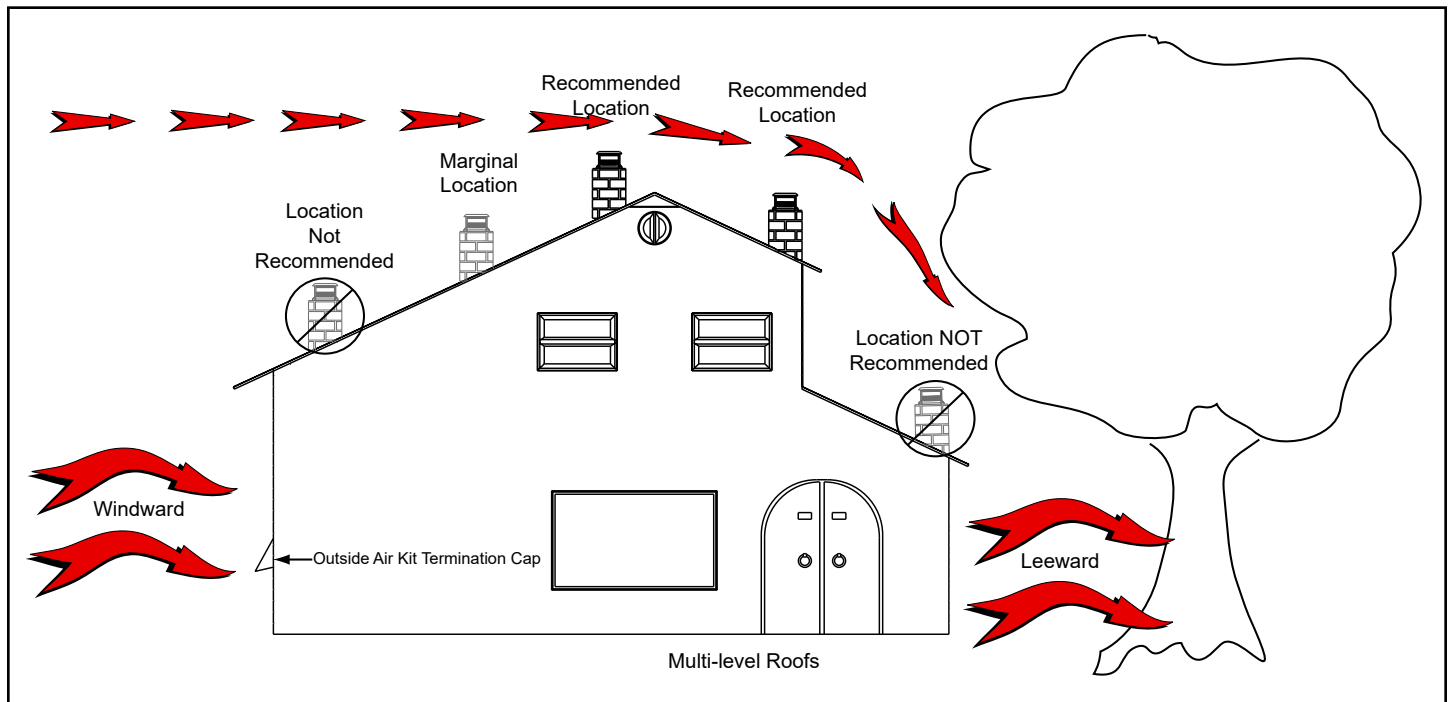 Recommended
Location
Recommended
Location
Marginal
Location
Location
Not
Recommended
Location NOT
Recommended
Windward
Outside Air Kit Termination Cap
Leeward
Multi-level Roofs